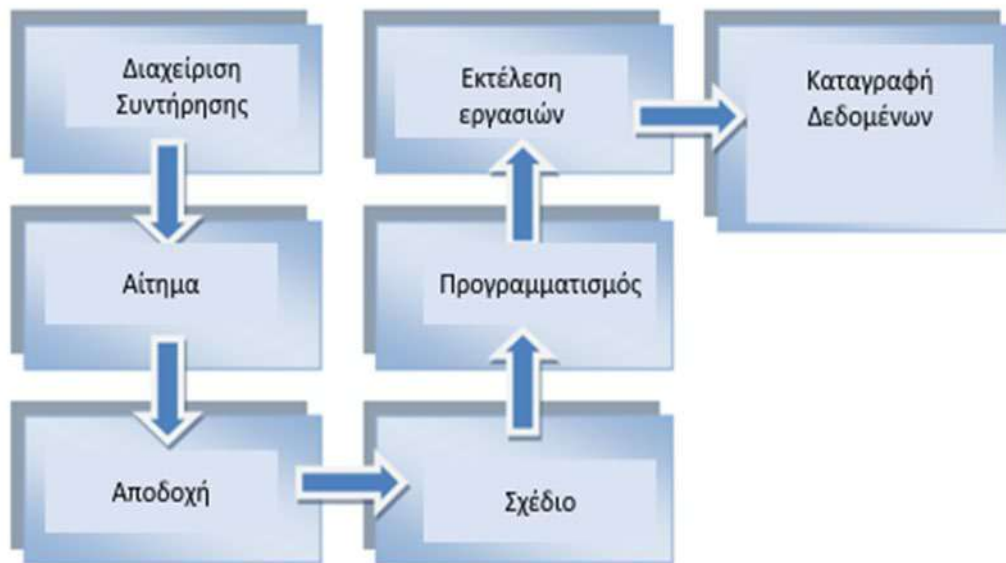 Διαχείριση
Συντήρησης
Αίτημα
Αποδοχή
Σχέδιο
Προγραμματισμός
Εκτέλεση
εργασιών
Καταγραφή
Δεδομένων